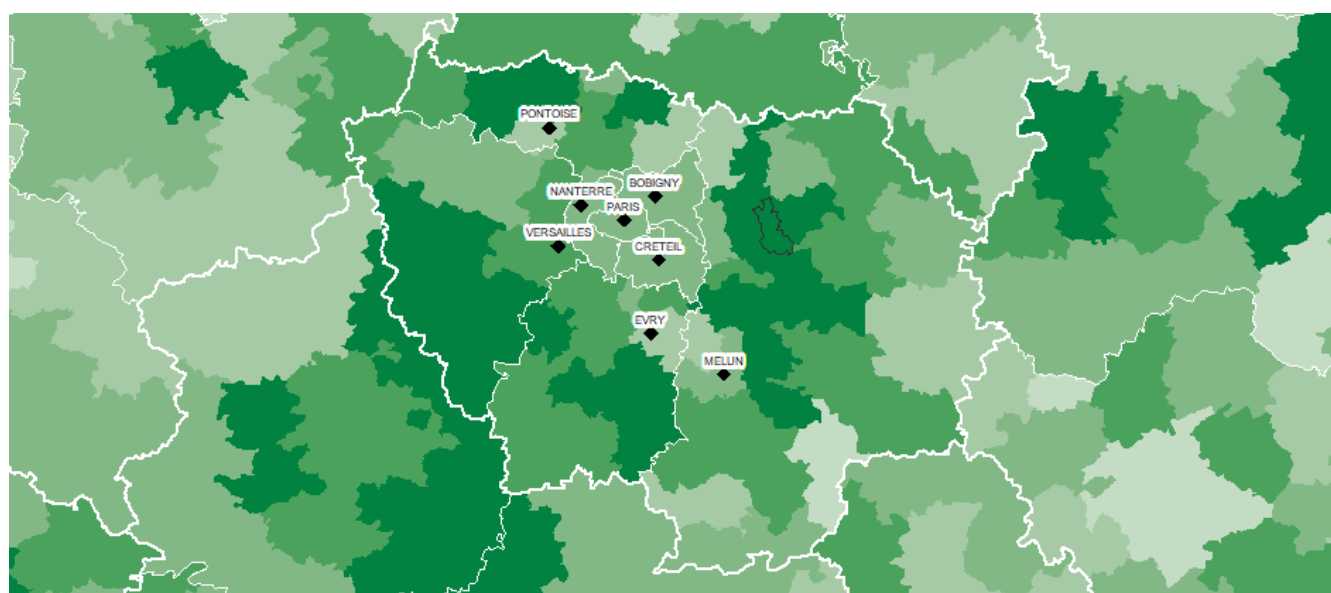 PONTOISE
BOBIGNY
NANTERRE
PARIS
VERSAILLES
CRETEIL
EVRY
MELUN